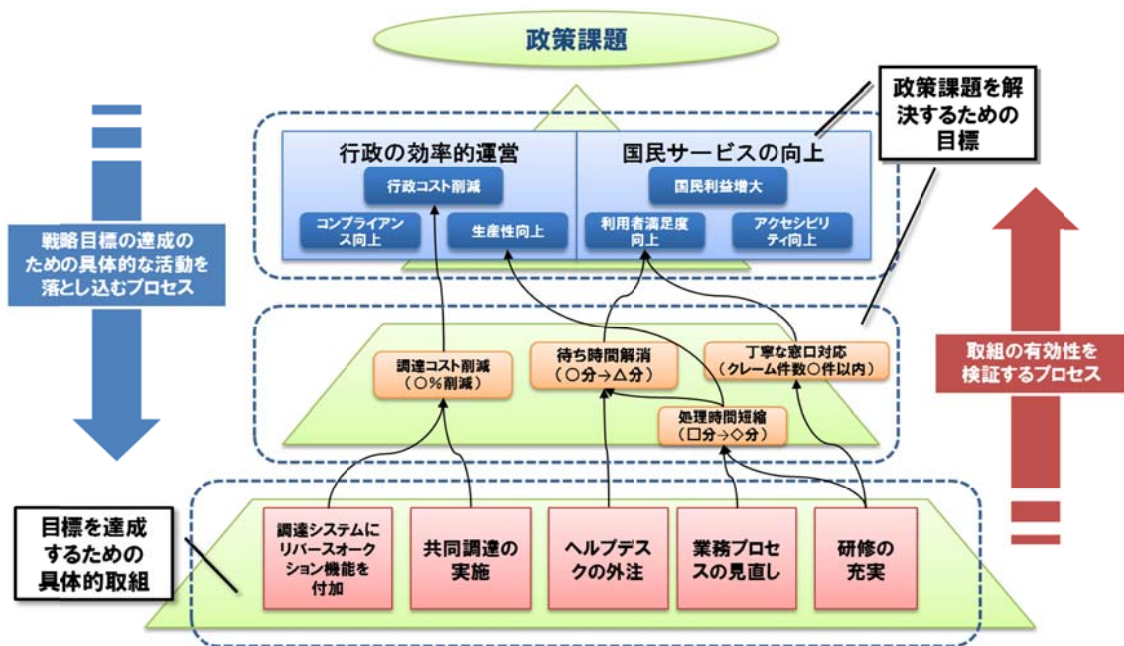 政策課題
政策課題を解
決するための
目標
行政の効率的運営
国民サービスの向上
行政コスト削減
国民利益増大
コンプライアン
ス向上
生産性向上
利用者満足度
向上
アクセシビリ
ティ向上
戦略目標の達成の
ための具体的な活動を
落とし込むプロセス
取組の有効性を
検証するプロセス
調達コスト削減
（○％削減）
待ち時間解消
（○分→△分）
丁寧な窓口対応
（クレーム件数○件以内）
処理時間短縮
（□分→◇分）
目標を達成
するための
具体的取組
調達システムに
リバースオーク
ション機能を
付加
共同調達の
実施
ヘルプデス
クの外注
業務プロセ
スの見直し
研修の
充実